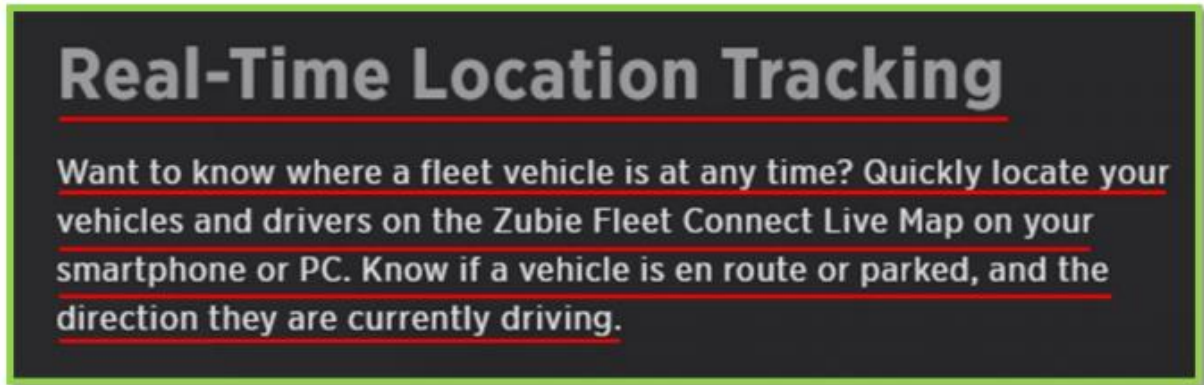 Real-Time Location Tracking
Want to know where a fleet vehicle is at any time? Quickly locate your
vehicles and drivers on the Zubie Fleet Connect Live Map on your
smartphone or PC. Know if a vehicle is en route or parked, and the
direction they are currently driving.